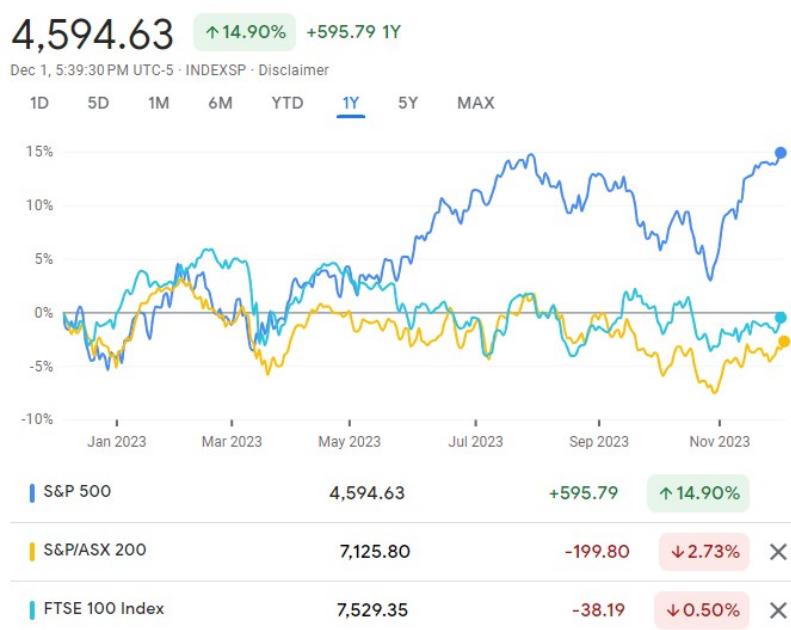 4,594.63 ↑14.90% +595.79 1Y
Dec 1, 5:39:30 PM UTC-5 · INDEXSP · Disclaimer
1D 5D 1M 6M YTD 1Y 5Y MAX
15%
10%
5%
0%
-5%
-10%
Jan 2023 Mar 2023 May 2023 Jul 2023 Sep 2023 Nov 2023
S&P 500 4,594.63 +595.79 ↑14.90%
S&P/ASX 200 7,125.80 -199.80 ↓2.73% ×
FTSE 100 Index 7,529.35 -38.19 ↓0.50% ×